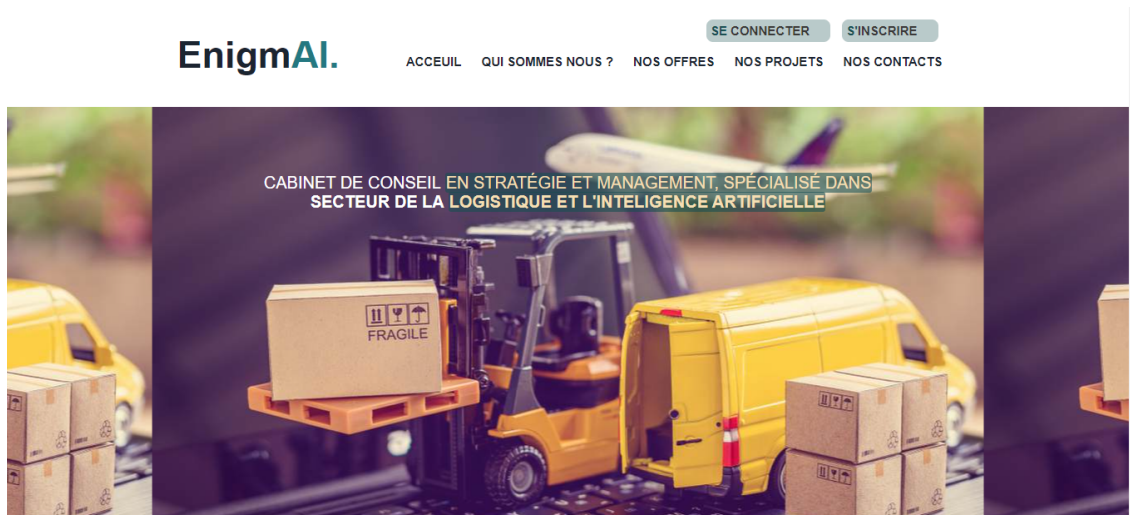 SE CONNECTER
S'INSCRIRE
EnigmAI.
ACCEUIL
QUI SOMMES NOUS ?
NOS OFFRES
NOS PROJETS
NOS CONTACTS
CABINET DE CONSEIL EN STRATÉGIE ET MANAGEMENT, SPÉCIALISÉ DANS
SECTEUR DE LA LOGISTIQUE ET L'INTELIGENCE ARTIFICIELLE
FRAGILE